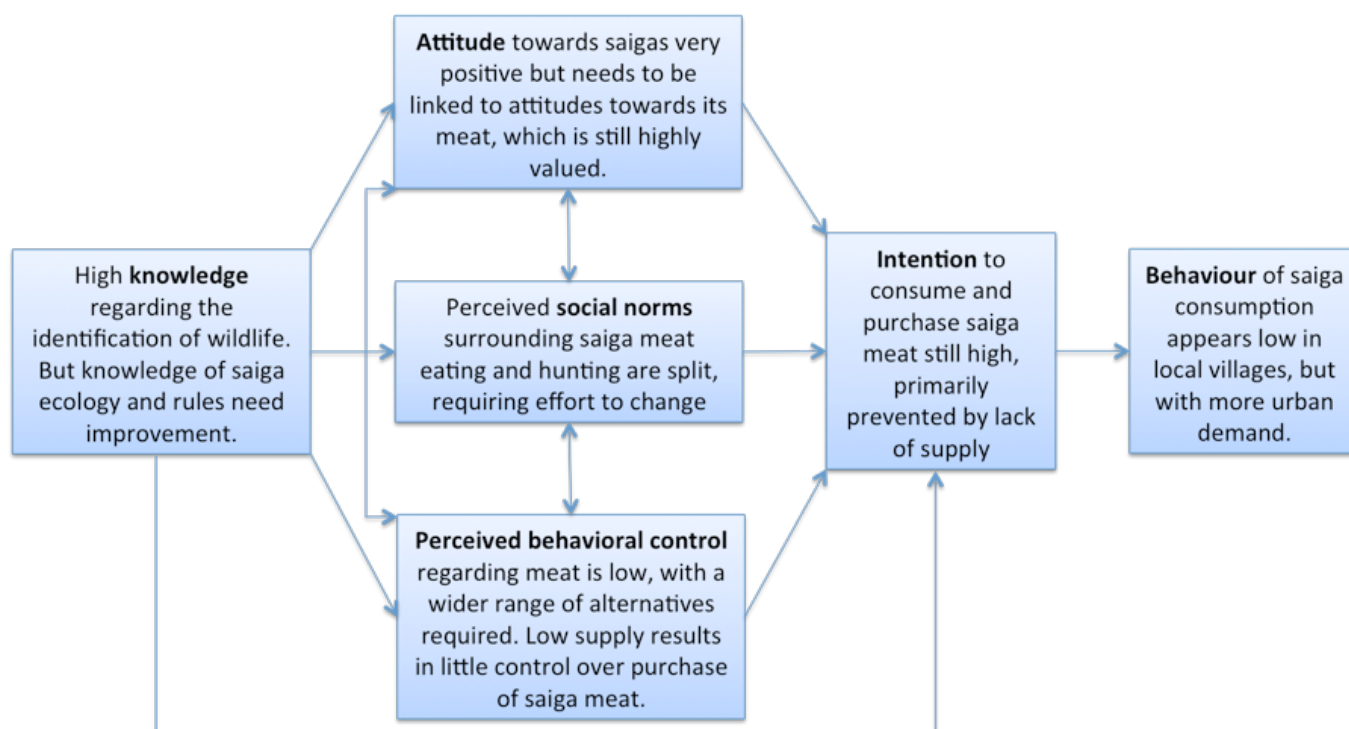 Attitude towards saigas very
positive but needs to be
linked to attitudes towards its
meat, which is still highly
valued.
High knowledge
regarding the
identification of wildlife.
But knowledge of saiga
ecology and rules need
improvement.
Perceived social norms
surrounding saiga meat
eating and hunting are split,
requiring effort to change
Perceived behavioral control
regarding meat is low, with a
wider range of alternatives
required. Low supply results
in little control over purchase
of saiga meat.
Intention to
consume and
purchase saiga
meat still high,
primarily
prevented by lack
of supply
Behaviour of saiga
consumption
appears low in
local villages, but
with more urban
demand.